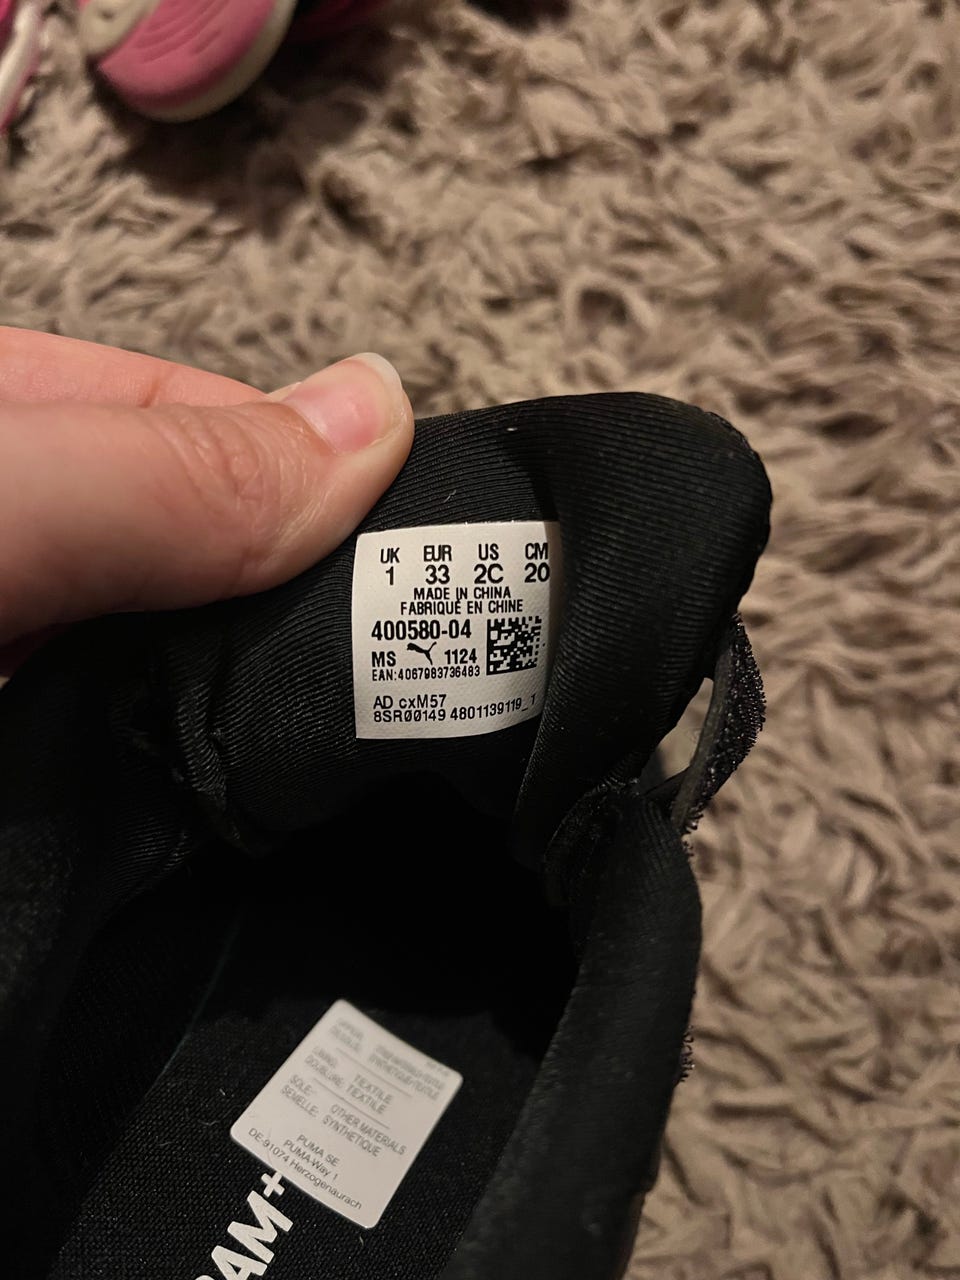 UK EUR US CM
1 33 2C 20
MADE IN CHINA
FABRIQUÉ EN CHINE
400580-04
MS 1124
EAN:4067983736483
AD cxM57
8SR00149 4801139119_1
LINING: TEXTILE
DOUBLURE: TEXTILE
SOLE: OTHER MATERIALS
SEMELLE: SYNTHETIQUE
PUMA SE
PUMA-Way 1
DE-91074 Herzogenaurach
AM+